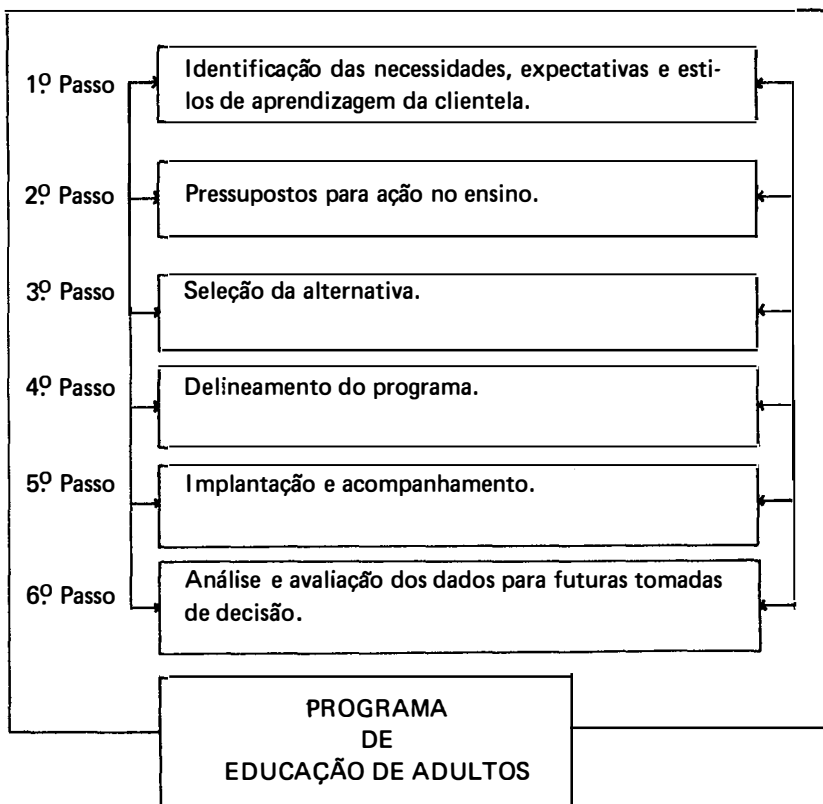 1º Passo
Identificação das necessidades, expectativas e esti-
los de aprendizagem da clientela.
2º Passo
Pressupostos para ação no ensino.
3º Passo
Seleção da alternativa.
4º Passo
Delineamento do programa.
5º Passo
Implantação e acompanhamento.
6º Passo
Análise e avaliação dos dados para futuras tomadas
de decisão.
PROGRAMA
DE
EDUCAÇÃO DE ADULTOS